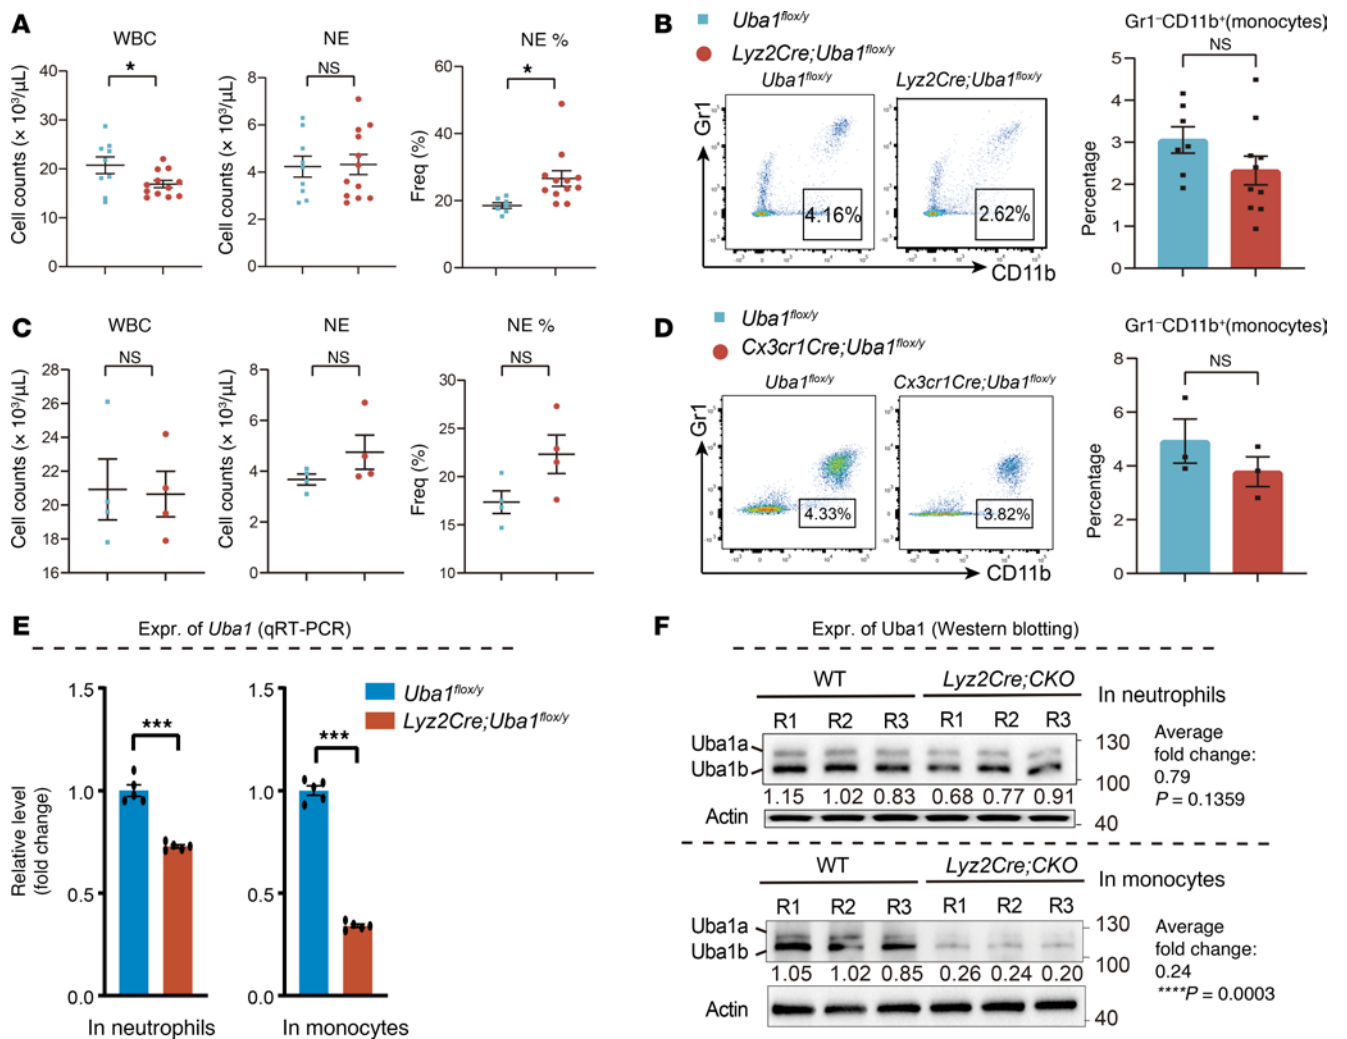 A
WBC
*
Cell counts (× 10³/µL)
40
30
20
10
0
NE
NS
Cell counts (× 10³/µL)
8
6
4
2
0
NE %
*
Freq (%)
60
40
20
0
B
Uba1flox/y
Lyz2Cre;Uba1flox/y
Uba1flox/y
Lyz2Cre;Uba1flox/y
Gr1
4.16%
2.62%
CD11b
Gr1⁻CD11b⁺(monocytes)
NS
Percentage
5
4
3
2
1
0
C
WBC
NS
Cell counts (× 10³/µL)
28
26
24
22
20
18
16
NE
NS
Cell counts (× 10³/µL)
8
6
4
2
0
NE %
NS
Freq (%)
30
25
20
15
10
D
Uba1flox/y
Cx3cr1Cre;Uba1flox/y
Uba1flox/y
Cx3cr1Cre;Uba1flox/y
Gr1
4.33%
3.82%
CD11b
Gr1⁻CD11b⁺(monocytes)
NS
Percentage
8
6
4
2
0
E
Expr. of Uba1 (qRT-PCR)
Relative level
(fold change)
1.5
1.0
0.5
0.0
***
In neutrophils
1.5
1.0
0.5
0.0
***
In monocytes
Uba1flox/y
Lyz2Cre;Uba1flox/y
F
Expr. of Uba1 (Western blotting)
WT Lyz2Cre;CKO
In neutrophils
R1 R2 R3 R1 R2 R3
Uba1a
Uba1b
130
100
1.15 1.02 0.83 0.68 0.77 0.91
Actin
40
Average
fold change:
0.79
P = 0.1359
WT Lyz2Cre;CKO
In monocytes
R1 R2 R3 R1 R2 R3
Uba1a
Uba1b
130
100
1.05 1.02 0.85 0.26 0.24 0.20
Actin
40
Average
fold change:
0.24
****P = 0.0003